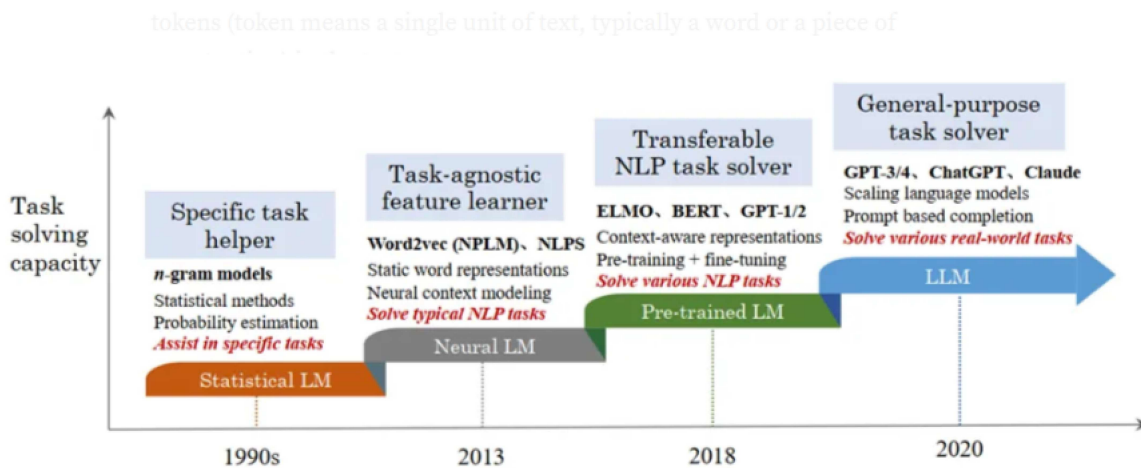 tokens (token means a single unit of text, typically a word or a piece of
Task
solving
capacity
Specific task
helper
n-gram models
Statistical methods
Probability estimation
Assist in specific tasks
Statistical LM
1990s
Task-agnostic
feature learner
Word2vec (NPLM)、NLPS
Static word representations
Neural context modeling
Solve typical NLP tasks
Neural LM
2013
Transferable
NLP task solver
ELMO、BERT、GPT-1/2
Context-aware representations
Pre-training + fine-tuning
Solve various NLP tasks
Pre-trained LM
2018
General-purpose
task solver
GPT-3/4、ChatGPT、Claude
Scaling language models
Prompt based completion
Solve various real-world tasks
LLM
2020